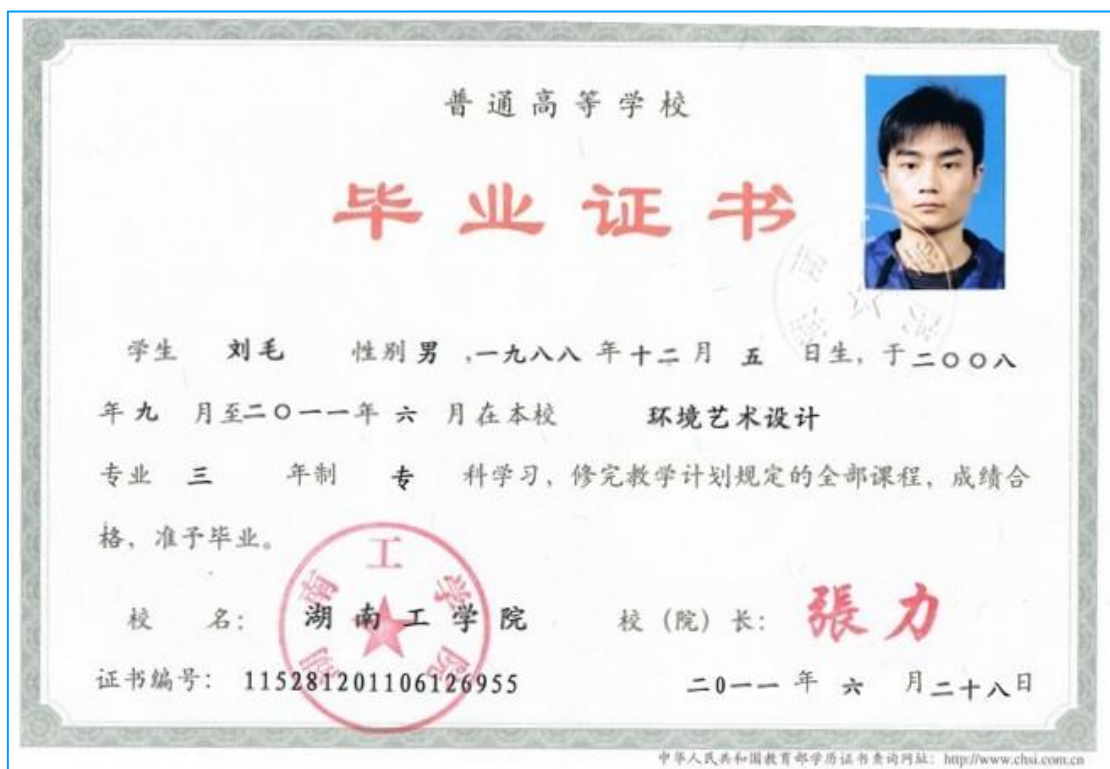 普通高等学校
毕业证书
学生 刘毛 性别 男 ,一九八八 年 十二 月 五 日生, 于 二〇〇八
年 九 月至 二〇一一 年 六 月在本校 环境艺术设计
专业 三 年制 专 科学习, 修完教学计划规定的全部课程, 成绩合
格, 准予毕业。
校 名: 湖南工学院 校(院)长: 張力
湖南工学院
证书编号: 115281201106126955 二0一一 年 六 月 二十八 日
中华人民共和国教育部学历证书查询网址: http://www.chsi.com.cn